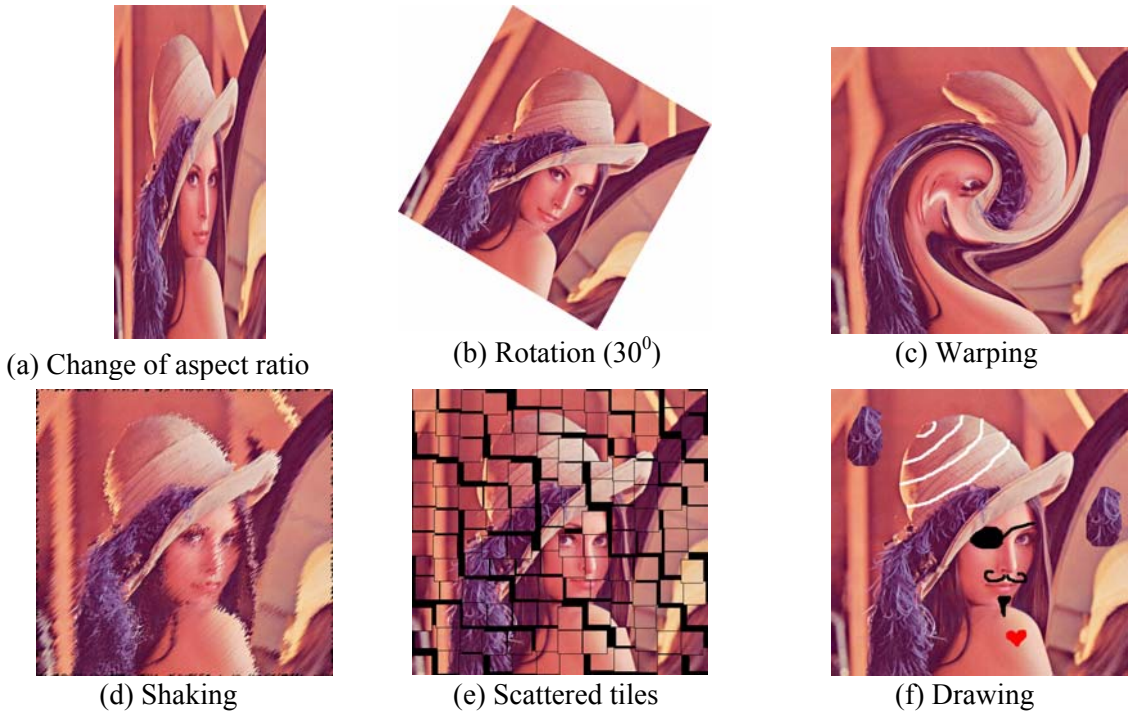 (a) Change of aspect ratio
(b) Rotation (30⁰)
(c) Warping
(d) Shaking
(e) Scattered tiles
(f) Drawing